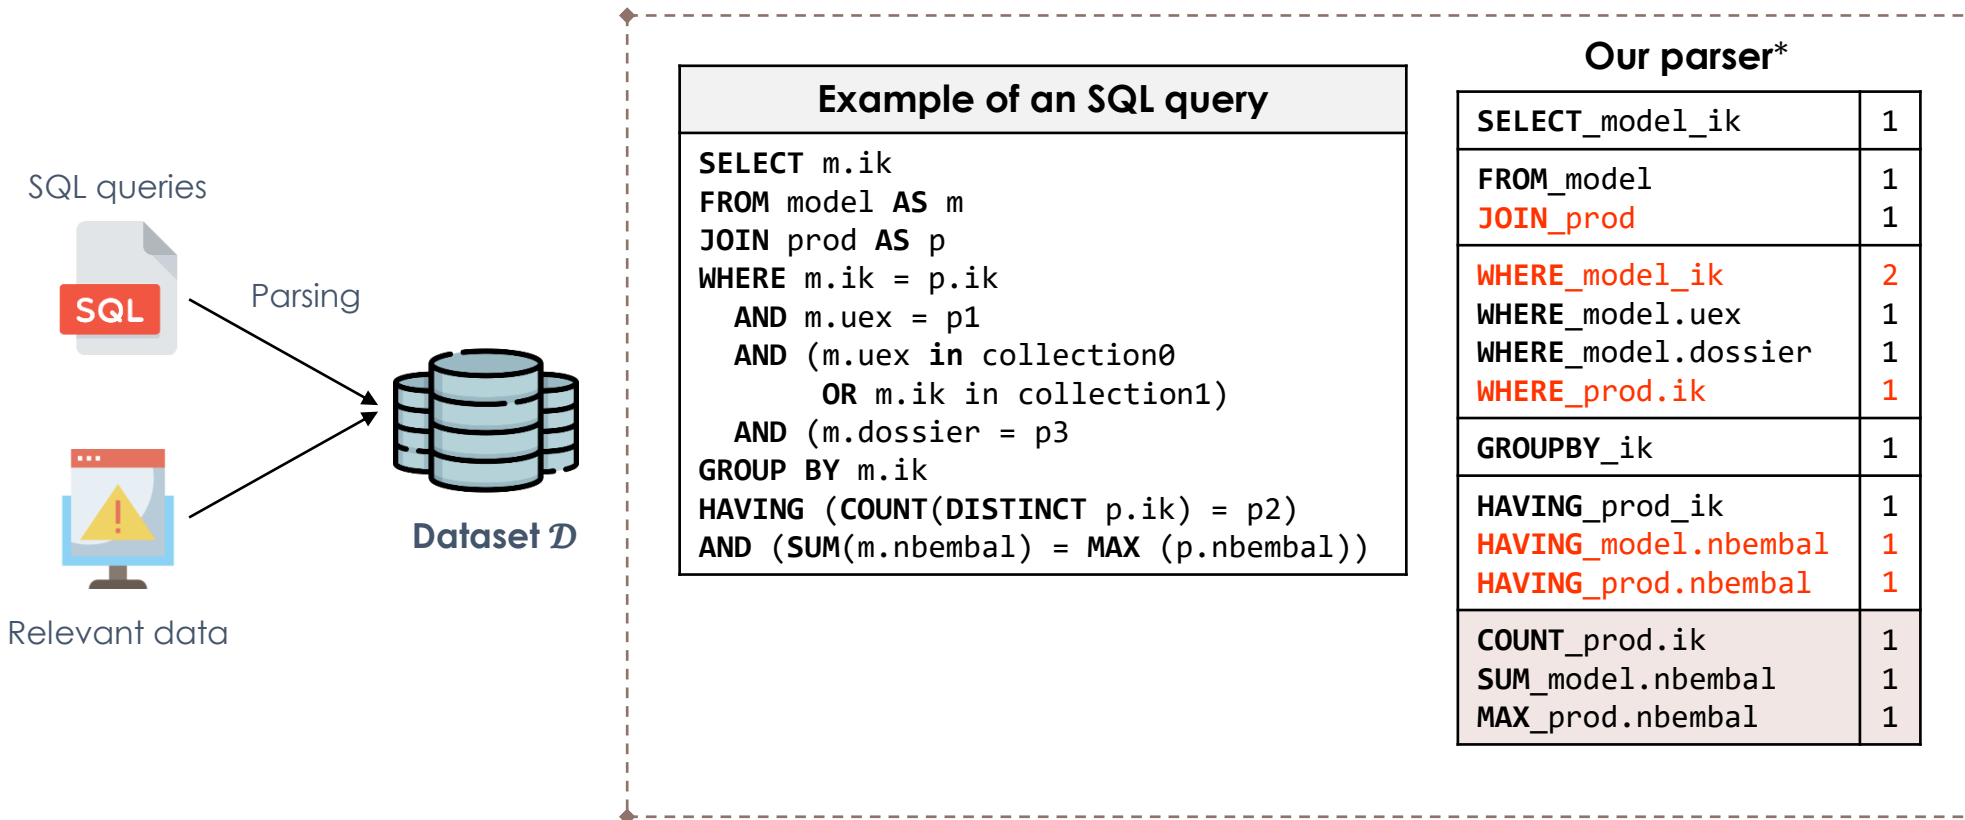 SQL queries
SQL
Parsing
Relevant data
Dataset 𝒟
Example of an SQL query
SELECT m.ik
FROM model AS m
JOIN prod AS p
WHERE m.ik = p.ik
AND m.uex = p1
AND (m.uex in collection0
OR m.ik in collection1)
AND (m.dossier = p3
GROUP BY m.ik
HAVING (COUNT(DISTINCT p.ik) = p2)
AND (SUM(m.nbembal) = MAX (p.nbembal))
Our parser*
SELECT_model_ik 1
FROM_model 1
JOIN_prod 1
WHERE_model_ik 2
WHERE_model.uex 1
WHERE_model.dossier 1
WHERE_prod.ik 1
GROUPBY_ik 1
HAVING_prod_ik 1
HAVING_model.nbembal 1
HAVING_prod.nbembal 1
COUNT_prod.ik 1
SUM_model.nbembal 1
MAX_prod.nbembal 1